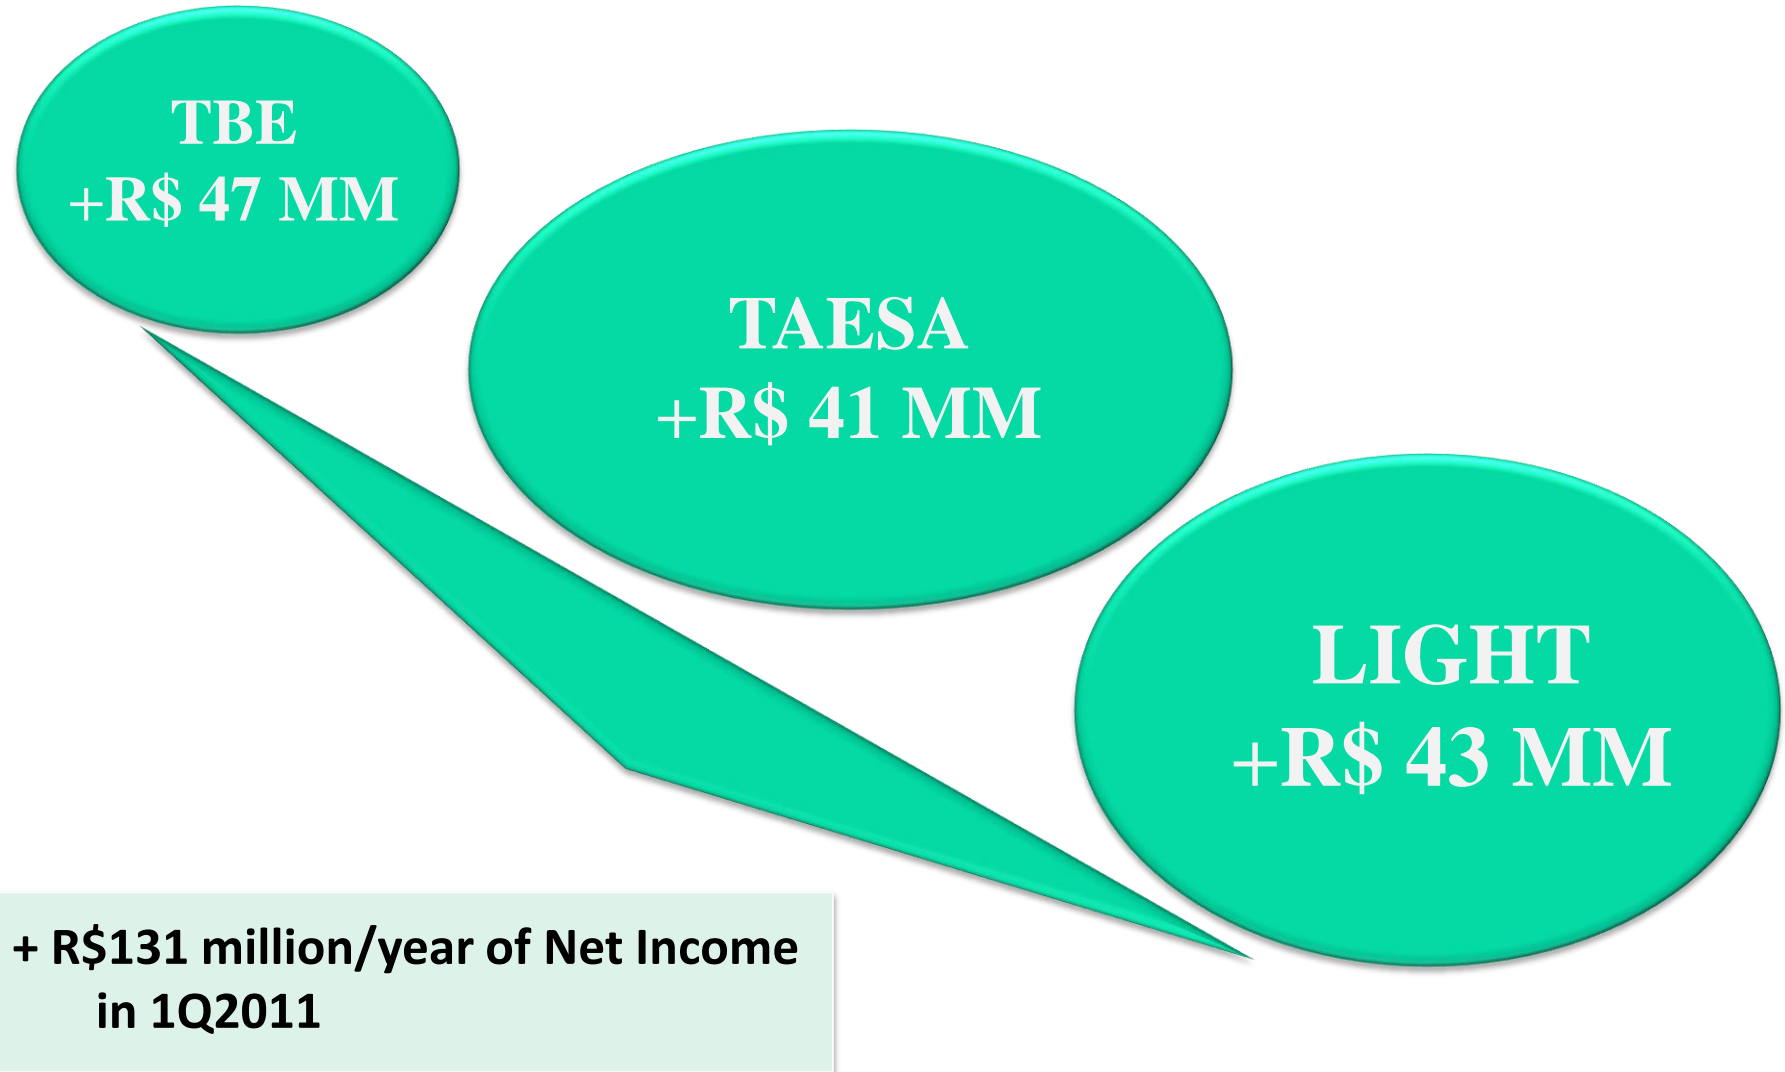 TBE
+R$ 47 MM
TAESA
+R$ 41 MM
LIGHT
+R$ 43 MM
+ R$131 million/year of Net Income
in 1Q2011